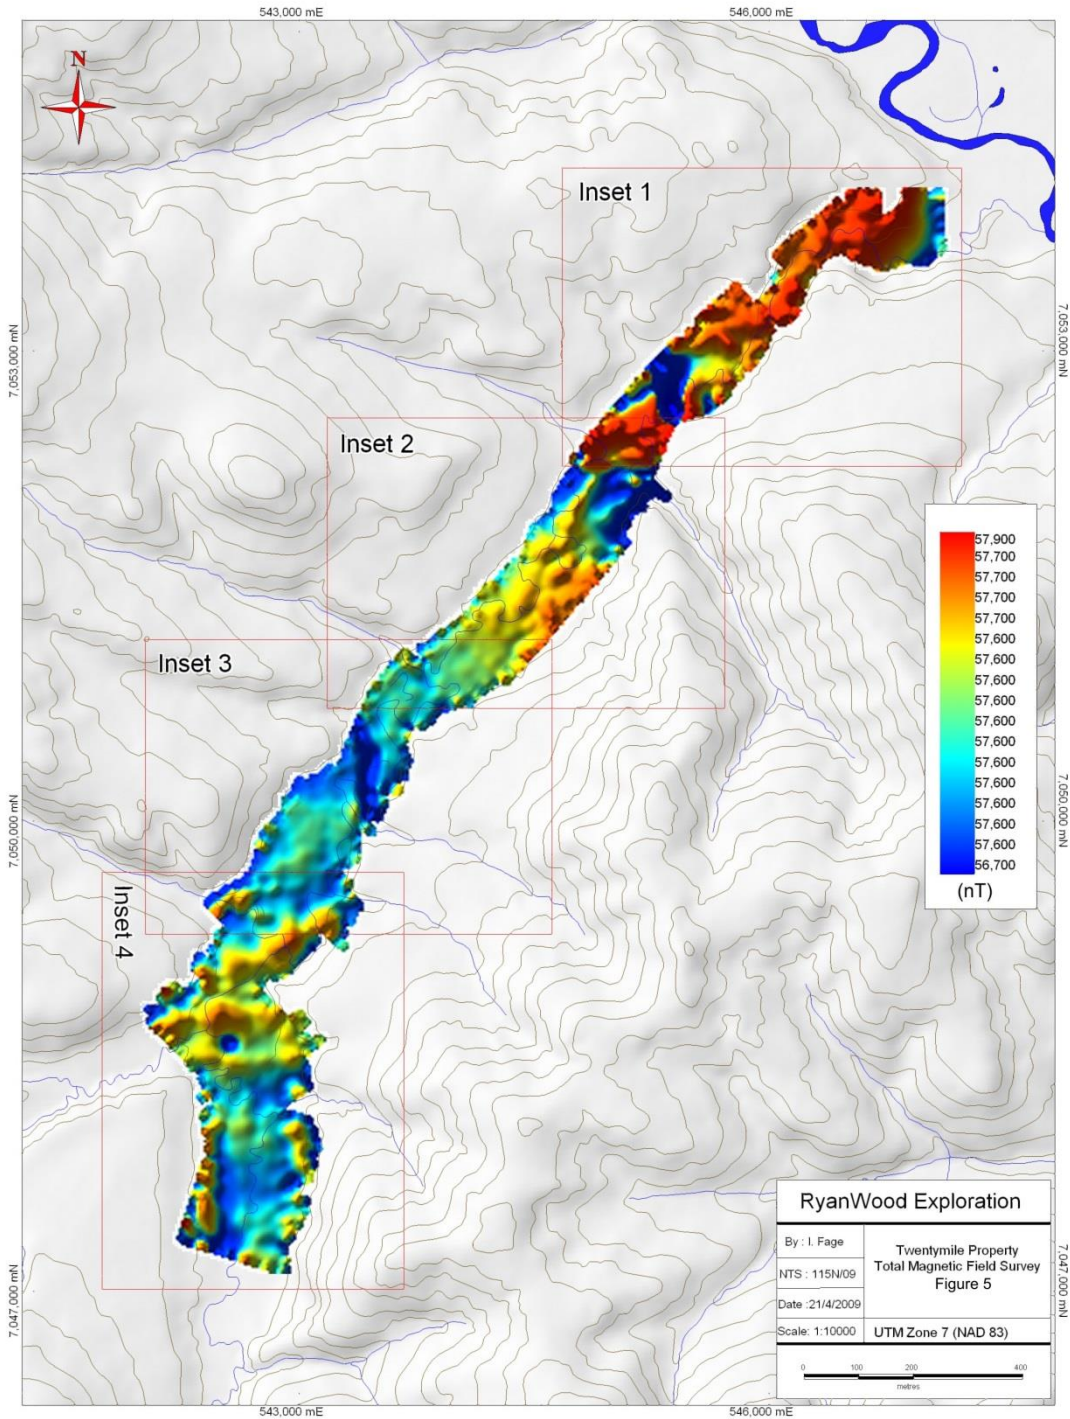 543,000 mE
546,000 mE
N
Inset 1
7,053,000 mN
7,053,000 mN
Inset 2
57,900
57,700
57,700
57,700
57,600
57,600
57,600
57,600
57,600
57,600
57,600
57,600
57,600
57,600
57,600
56,700
(nT)
Inset 3
7,050,000 mN
7,050,000 mN
Inset 4
RyanWood Exploration
By : I. Fage
NTS : 115N/09
Date :21/4/2009
Scale: 1:10000
Twentymile Property
Total Magnetic Field Survey
Figure 5
UTM Zone 7 (NAD 83)
0 100 200 400
metres
7,047,000 mN
7,047,000 mN
543,000 mE
546,000 mE